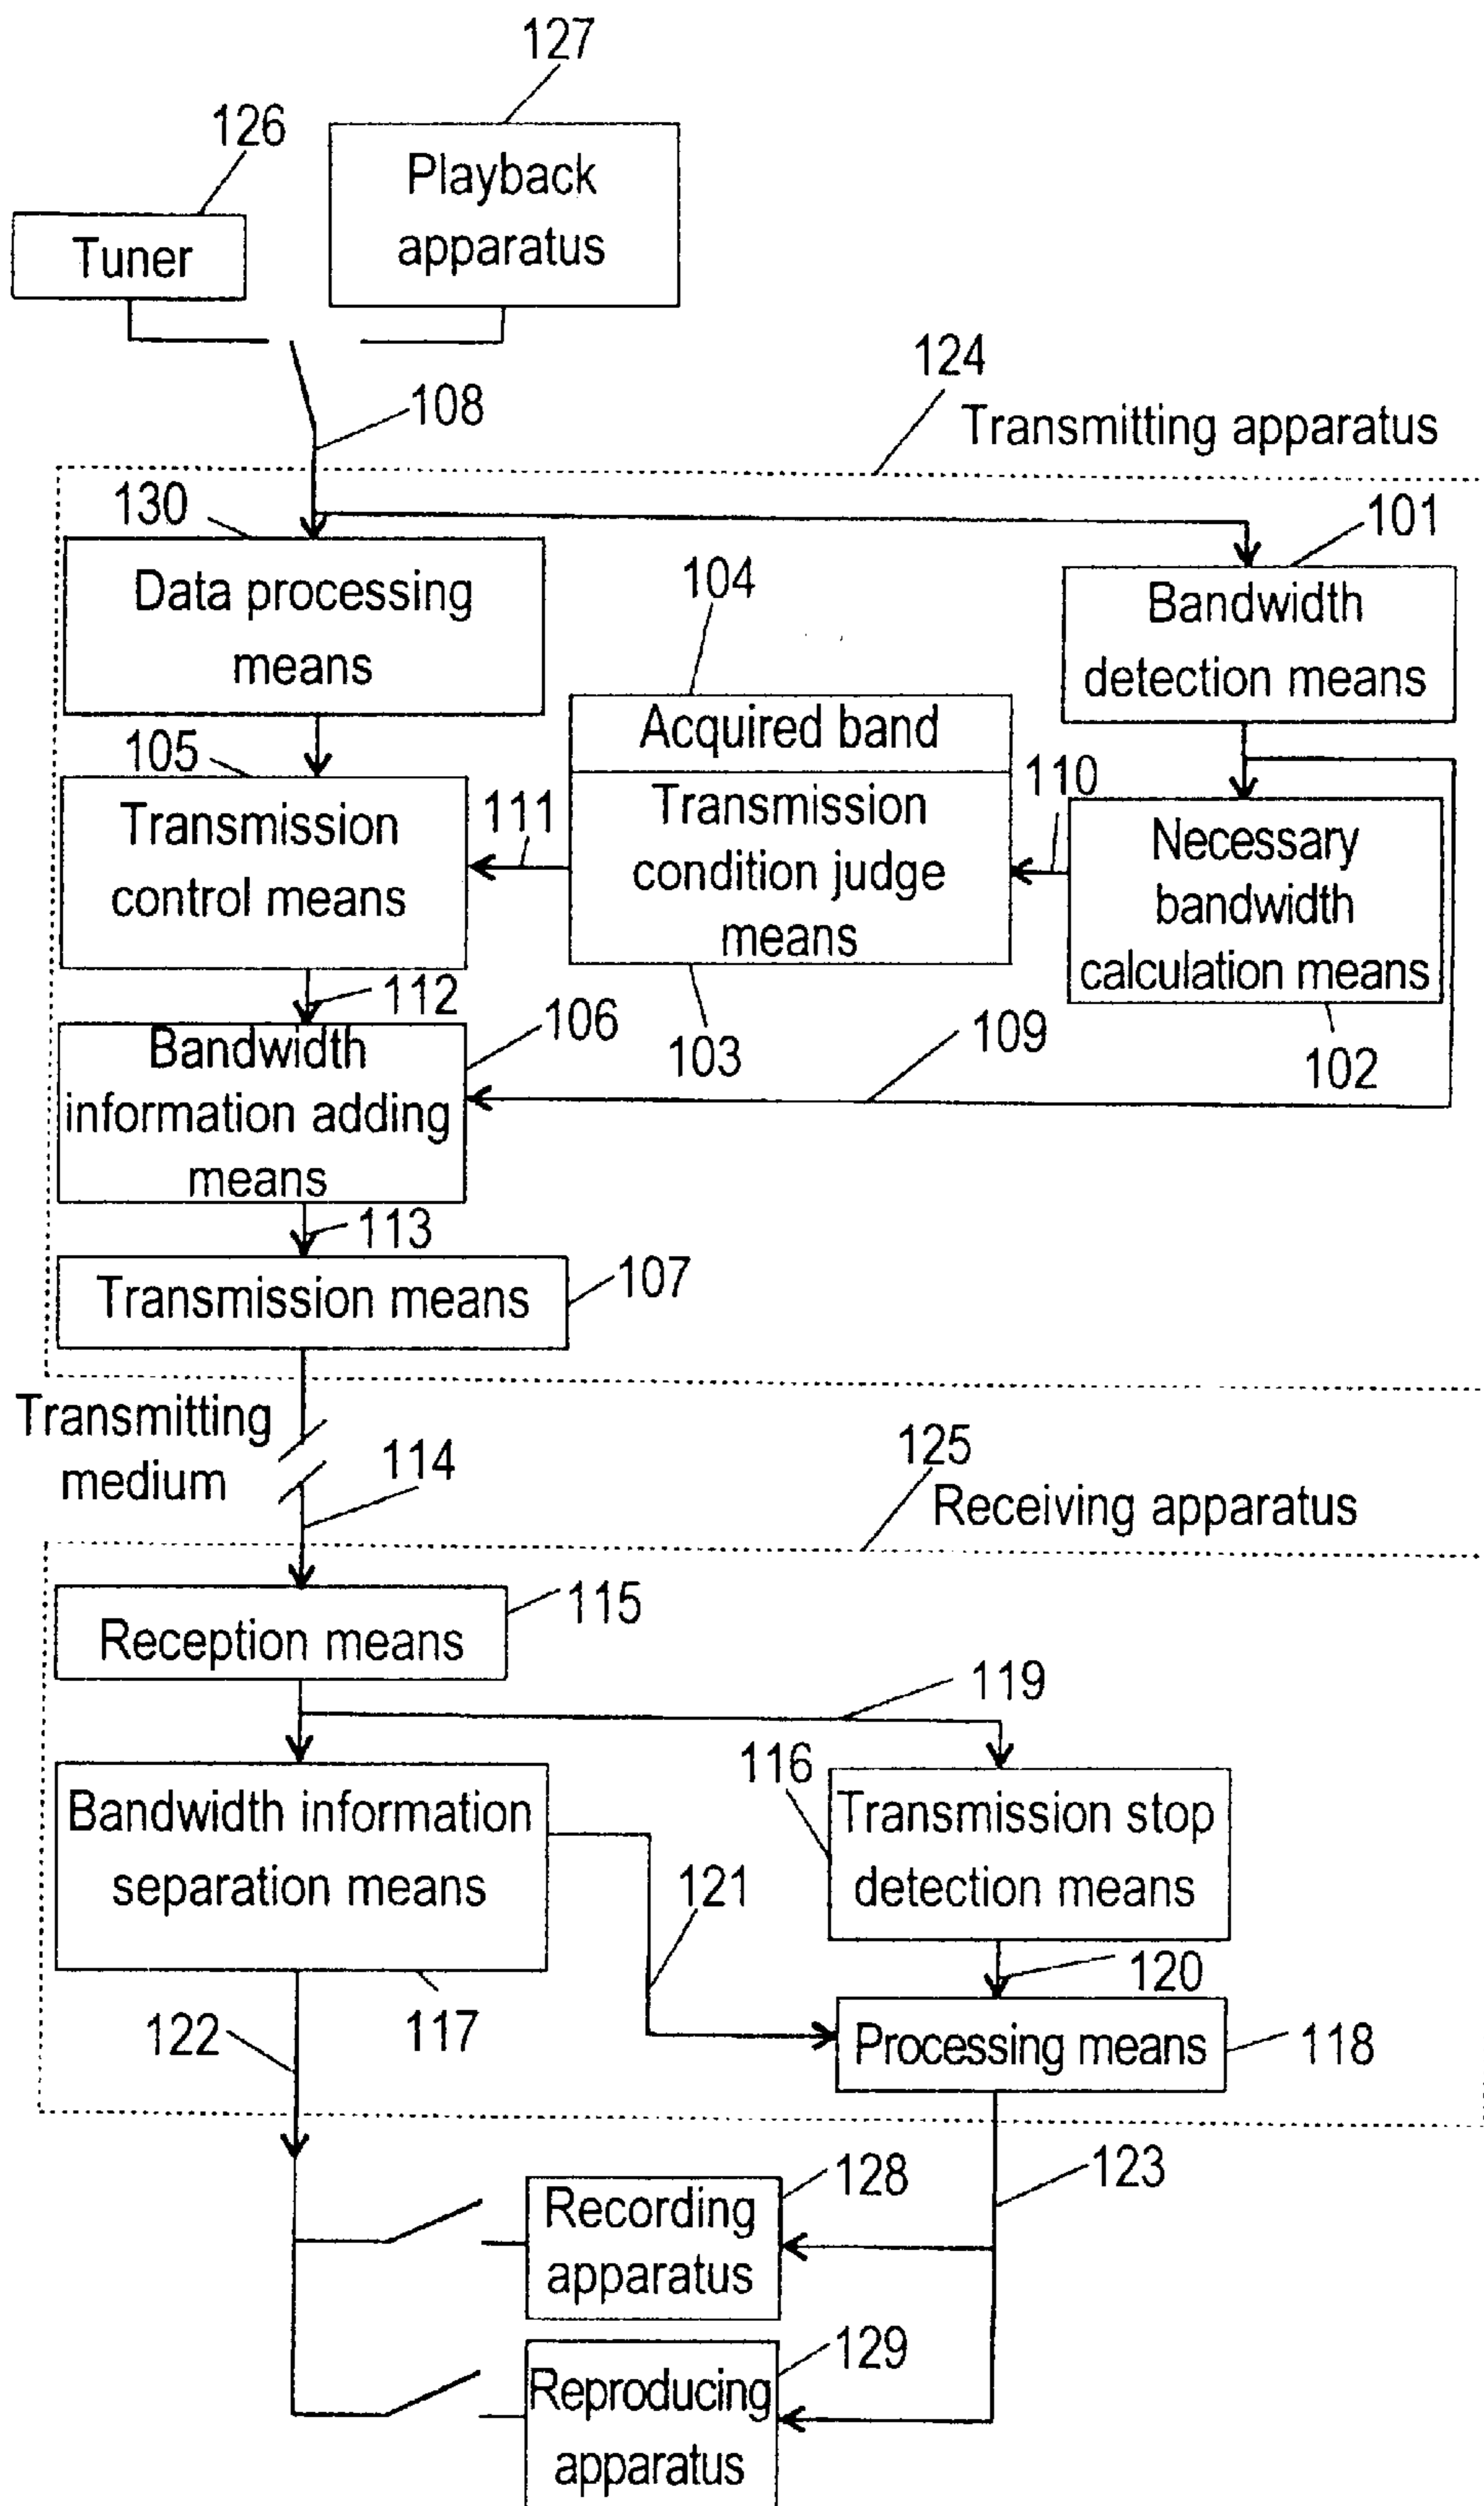 127
126
Playback
apparatus
Tuner
124
108
Transmitting apparatus
130
101
Data processing
means
104
Bandwidth
detection means
Acquired band
105
110
Transmission
control means
111
Transmission
condition judge
means
Necessary
bandwidth
calculation means
112
106
103
109
102
Bandwidth
information adding
means
113
Transmission means
107
Transmitting
medium
114
125
Receiving apparatus
115
Reception means
119
116
Bandwidth information
separation means
Transmission stop
detection means
121
120
122
117
Processing means
118
128
123
Recording
apparatus
129
Reproducing
apparatus